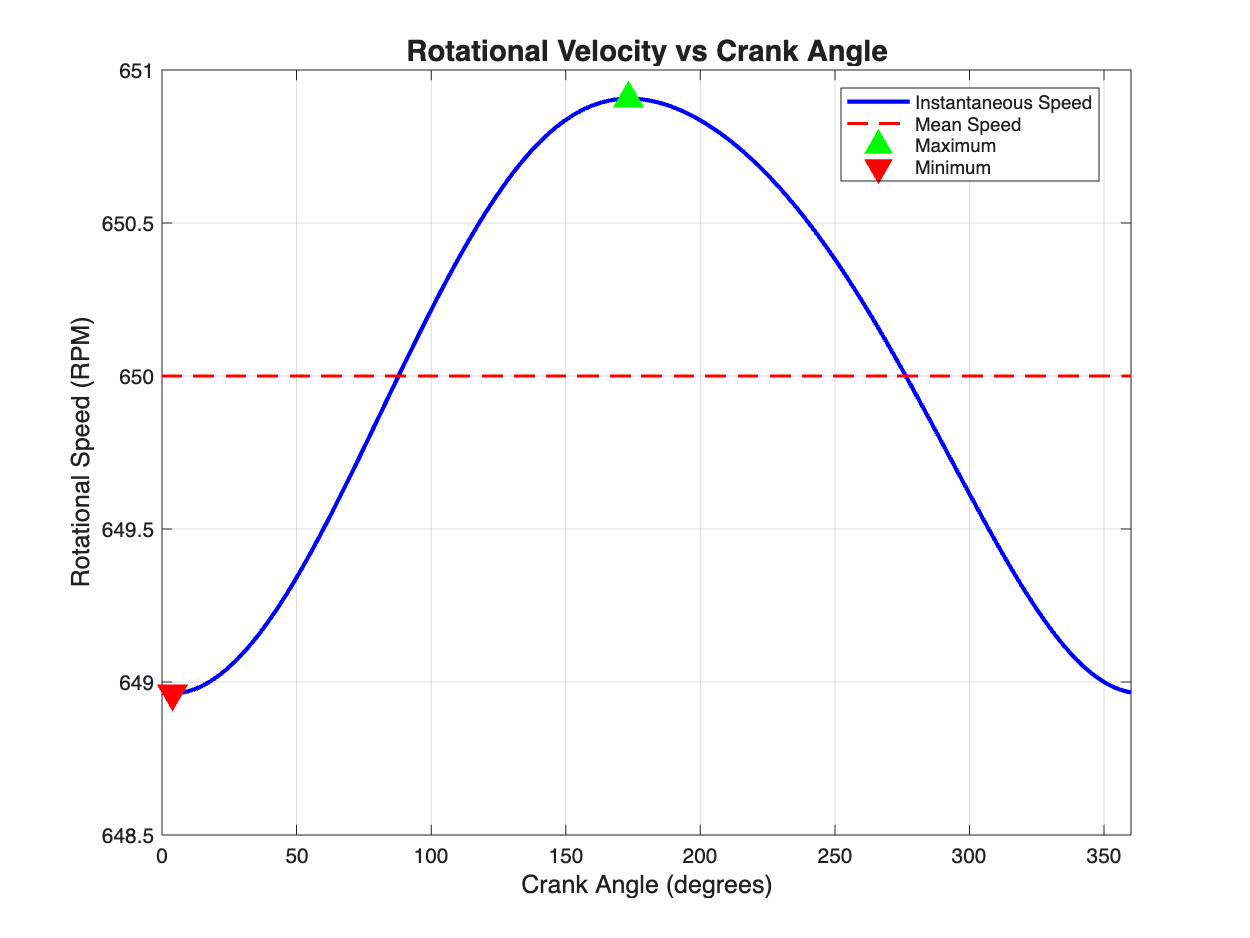 Rotational Velocity vs Crank Angle
651
650.5
650
649.5
649
648.5
Rotational Speed (RPM)
Instantaneous Speed
Mean Speed
Maximum
Minimum
0 50 100 150 200 250 300 350
Crank Angle (degrees)